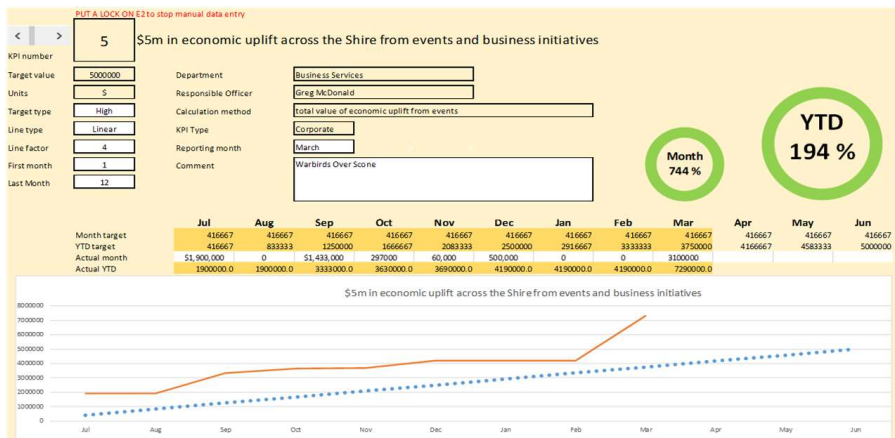 PUT A LOCK ON E2 to stop manual data entry
< >
5 $5m in economic uplift across the Shire from events and business initiatives
KPI number
Target value 5000000 Department Business Services
Units $ Responsible Officer Greg McDonald
Target type High Calculation method total value of economic uplift from events
Line type Linear KPI Type Corporate
Line factor 4 Reporting month March
First month 1 Comment Warbirds Over Scone
Last Month 12
Month
744 %
YTD
194 %
Jul Aug Sep Oct Nov Dec Jan Feb Mar Apr May Jun
Month target 416667 416667 416667 416667 416667 416667 416667 416667 416667 416667 416667 416667
YTD target 416667 833333 1250000 1666667 2083333 2500000 2916667 3333333 3750000 4166667 4583333 5000000
Actual month $1,900,000 0 $1,433,000 297000 60,000 500,000 0 0 3100000
Actual YTD 1900000.0 1900000.0 3333000.0 3630000.0 3690000.0 4190000.0 4190000.0 4190000.0 7290000.0
$5m in economic uplift across the Shire from events and business initiatives
8000000
7000000
6000000
5000000
4000000
3000000
2000000
1000000
0
Jul Aug Sep Oct Nov Dec Jan Feb Mar Apr May Jun